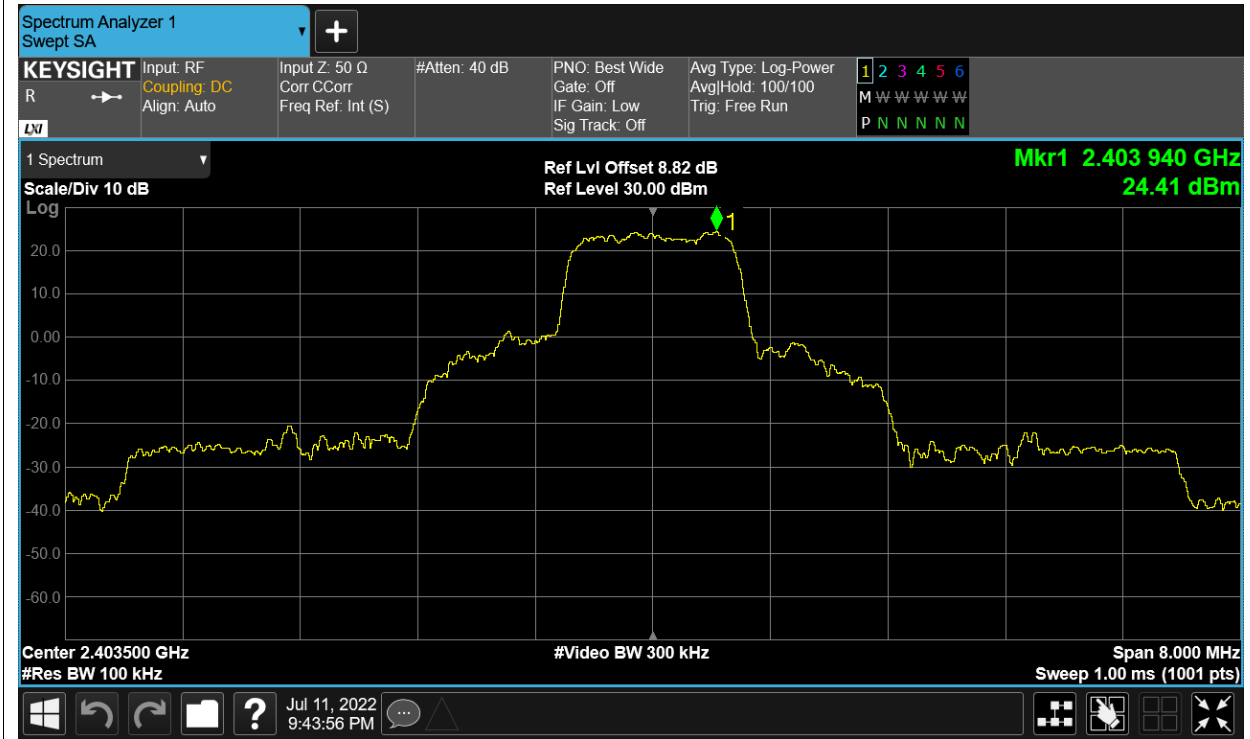 Spectrum Analyzer 1
Swept SA
+
KEYSIGHT
R
LXI
Input: RF
Coupling: DC
Align: Auto
Input Z: 50 Ω
Corr CCorr
Freq Ref: Int (S)
#Atten: 40 dB
PNO: Best Wide
Gate: Off
IF Gain: Low
Sig Track: Off
Avg Type: Log-Power
Avg|Hold: 100/100
Trig: Free Run
1 2 3 4 5 6
M W W W W W W
P N N N N N N
1 Spectrum
Scale/Div 10 dB
Ref Lvl Offset 8.82 dB
Ref Level 30.00 dBm
Mkr1 2.403 940 GHz
24.41 dBm
Log
1
20.0
10.0
0.00
-10.0
-20.0
-30.0
-40.0
-50.0
-60.0
Center 2.403500 GHz
#Video BW 300 kHz
Span 8.000 MHz
#Res BW 100 kHz
Sweep 1.00 ms (1001 pts)
?
Jul 11, 2022
9:43:56 PM